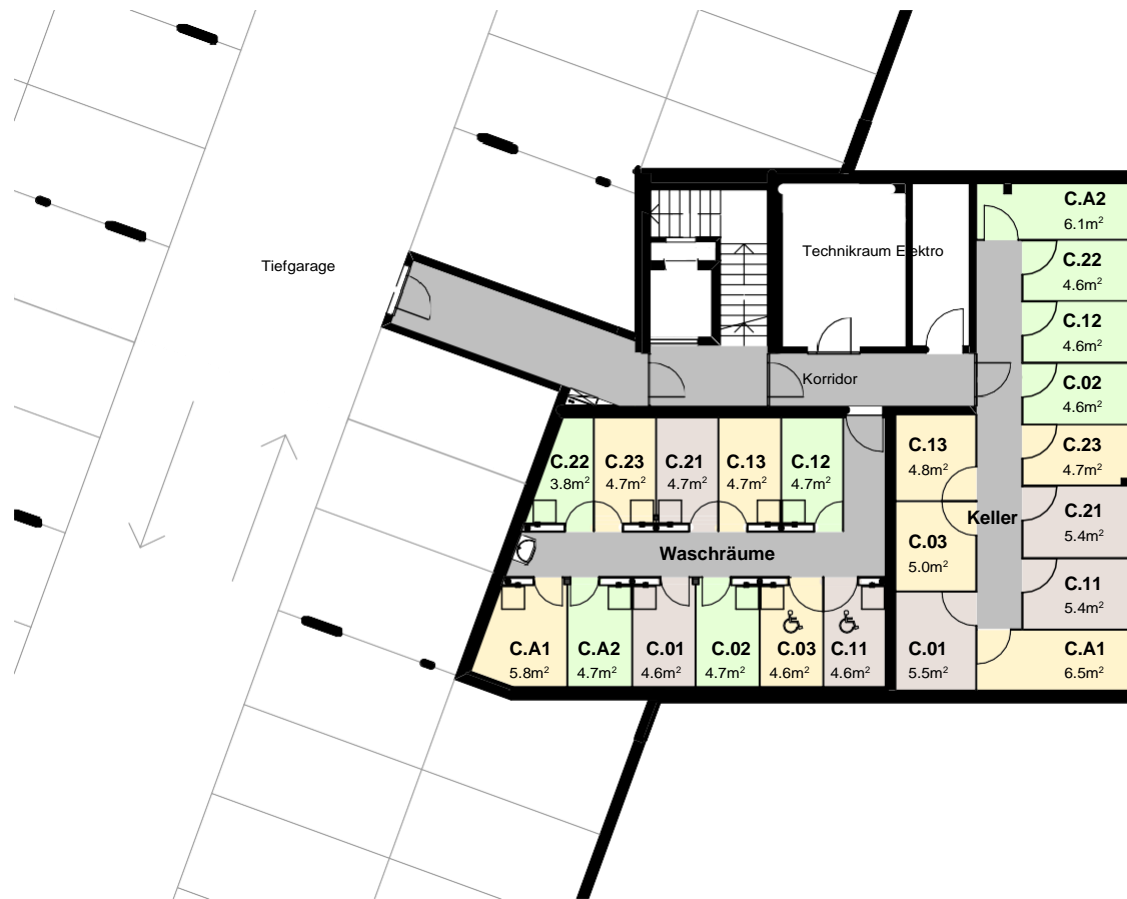 C.A2
6.1m²
Technikraum Elektro
Tiefgarage
C.22
4.6m²
C.12
4.6m²
Korridor
C.02
4.6m²
C.23
4.7m²
C.13
4.8m²
C.22
3.8m²
C.23
4.7m²
C.21
4.7m²
C.13
4.7m²
C.12
4.7m²
C.21
5.4m²
Keller
C.03
5.0m²
Waschräume
C.11
5.4m²
C.A1
5.8m²
C.A2
4.7m²
C.01
4.6m²
C.02
4.7m²
C.03
4.6m²
C.11
4.6m²
C.01
5.5m²
C.A1
6.5m²